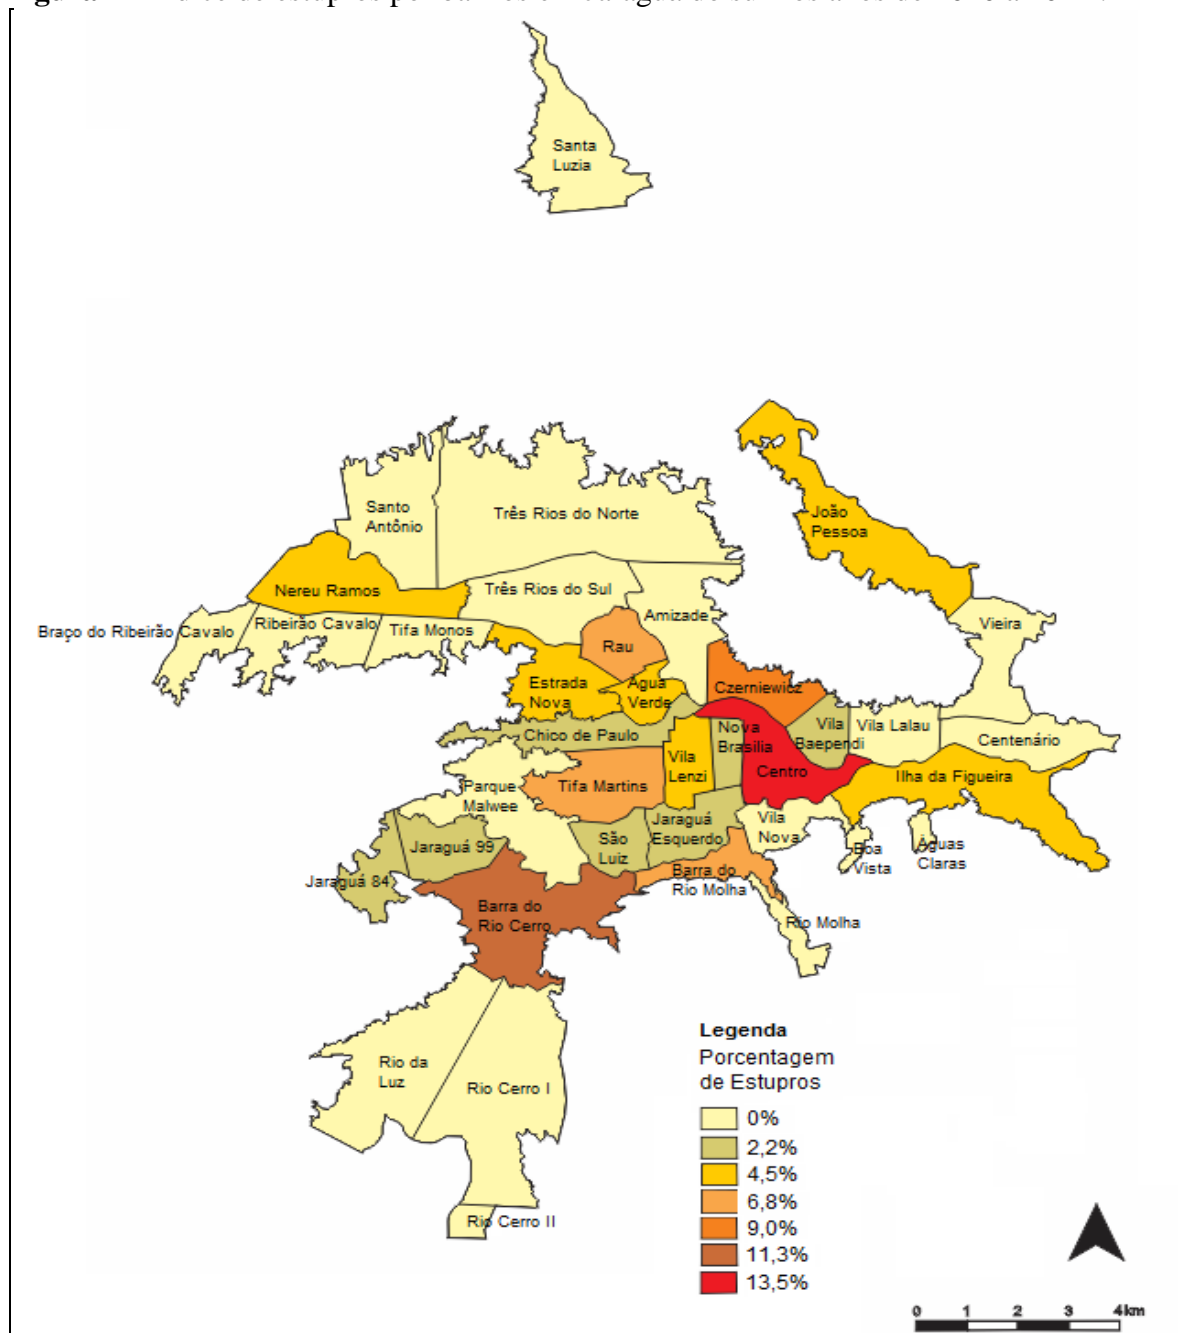 Santa
Luzia
João
Pessoa
Santo
Antônio
Três Rios do Norte
Nereu Ramos
Três Rios do Sul
Amizade
Braço do Ribeirão Cavalo
Ribeirão Cavalo
Tifa Monos
Vieira
Rau
Estrada
Nova
Água
Verde
Czerniewicz
Chico de Paulo
Nova
Brasilia
Vila
Baependi
Vila Lalau
Centenário
Vila
Lenzi
Centro
Ilha da Figueira
Parque
Malwee
Tifa Martins
Jaraguá
Esquerdo
Vila
Nova
São
Luiz
Jaraguá 99
Boa
Vista
Águas
Claras
Jaraguá 84
Barra do
Rio Molha
Barra do
Rio Cerro
Rio Molha
Rio da
Luz
Rio Cerro I
Rio Cerro II
Legenda
Porcentagem
de Estupros
0%
2,2%
4,5%
6,8%
9,0%
11,3%
13,5%
0 1 2 3 4km